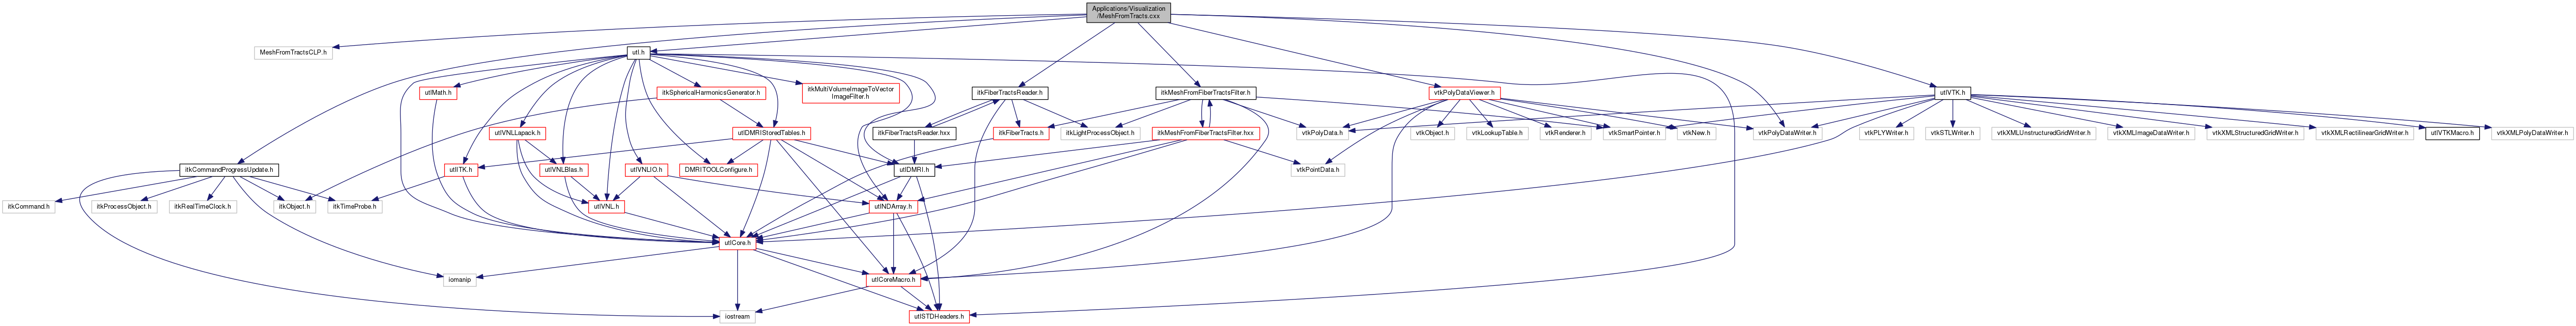 Applications/Visualization
/MeshFromTracts.cxx
MeshFromTractsCLP.h
utl.h
itkMultiVolumeImageToVector
ImageFilter.h
utlMath.h
itkSphericalHarmonicsGenerator.h
itkFiberTractsReader.h
itkMeshFromFiberTractsFilter.h
vtkPolyDataViewer.h
utlVTK.h
utlVNLLapack.h
utlDMRIStoredTables.h
itkFiberTractsReader.hxx
itkFiberTracts.h
itkLightProcessObject.h
itkMeshFromFiberTractsFilter.hxx
vtkPolyData.h
vtkObject.h
vtkLookupTable.h
vtkRenderer.h
vtkSmartPointer.h
vtkNew.h
vtkPolyDataWriter.h
vtkPLYWriter.h
vtkSTLWriter.h
vtkXMLUnstructuredGridWriter.h
vtkXMLImageDataWriter.h
vtkXMLStructuredGridWriter.h
vtkXMLRectilinearGridWriter.h
utlVTKMacro.h
vtkXMLPolyDataWriter.h
itkCommandProgressUpdate.h
utlITK.h
utlVNLBlas.h
utlVNLIO.h
DMRITOOLConfigure.h
utlDMRI.h
vtkPointData.h
itkCommand.h
itkProcessObject.h
itkRealTimeClock.h
itkObject.h
itkTimeProbe.h
utlVNL.h
utlNDArray.h
utlCore.h
iomanip
utlCoreMacro.h
iostream
utlSTDHeaders.h